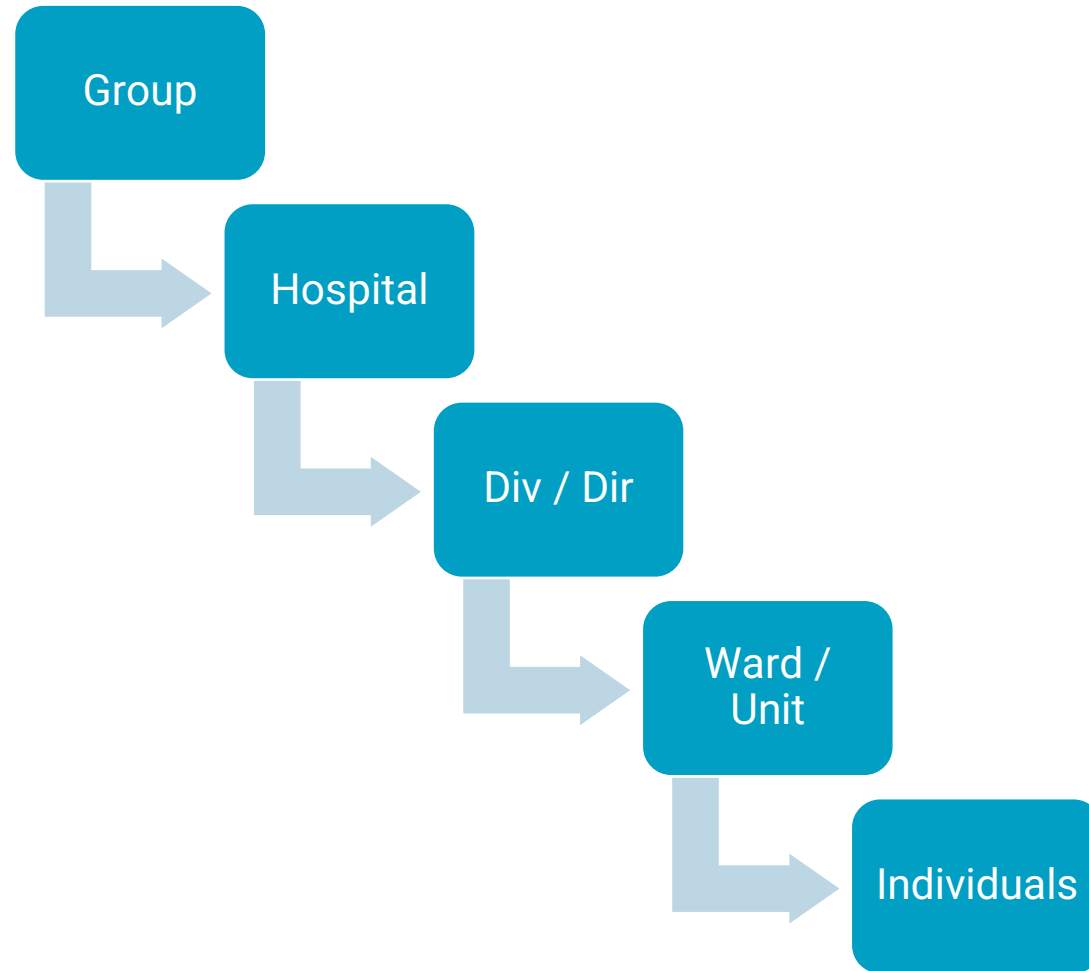 Group
Hospital
Div / Dir
Ward /
Unit
Individuals